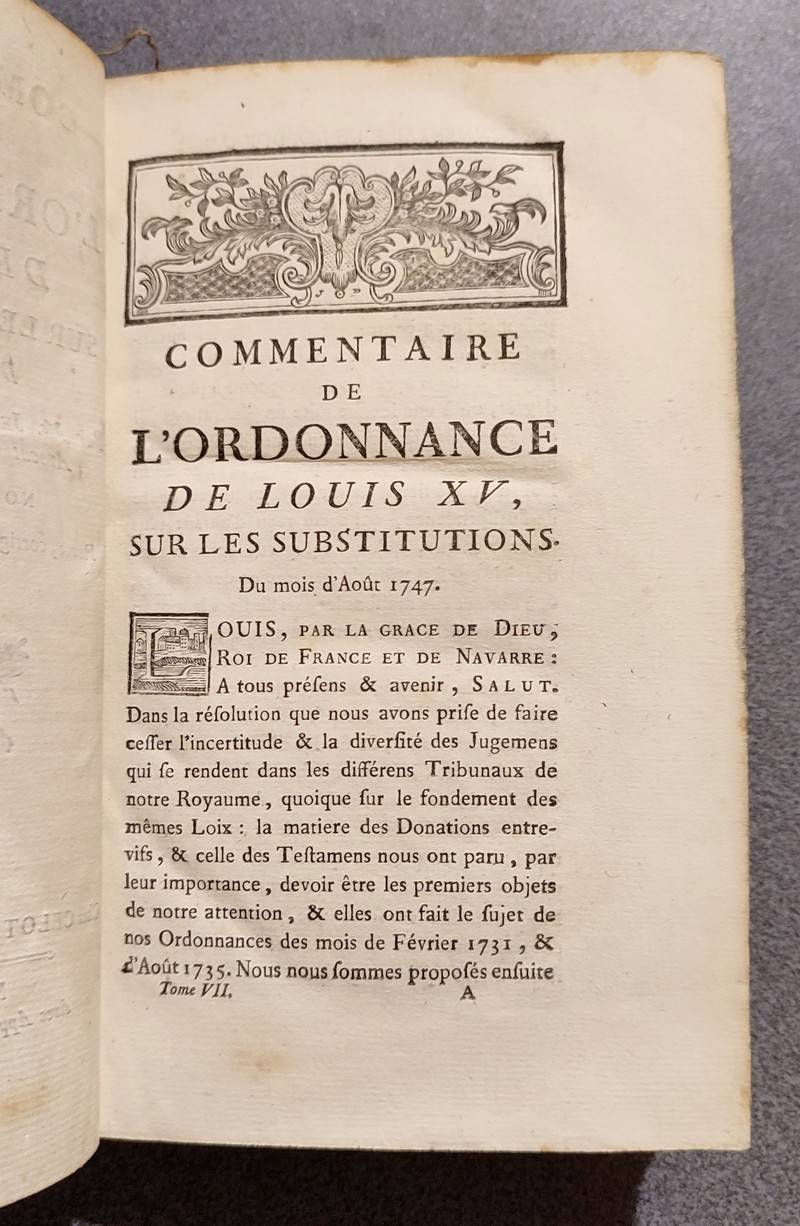 COMMENTAIRE
DE
L'ORDONNANCE
DE LOUIS XV,
SUR LES SUBSTITUTIONS.
Du mois d'Août 1747.
LOUIS, PAR LA GRACE DE DIEU,
ROI DE FRANCE ET DE NAVARRE:
A tous préſens & avenir, SALUT.
Dans la réſolution que nous avons priſe de faire
ceſſer l'incertitude & la diverſité des Jugemens
qui ſe rendent dans les différens Tribunaux de
notre Royaume, quoique ſur le fondement des
mêmes Loix: la matiere des Donations entre-
vifs, & celle des Teſtamens nous ont paru, par
leur importance, devoir être les premiers objets
de notre attention, & elles ont fait le ſujet de
nos Ordonnances des mois de Février 1731, &
d'Août 1735. Nous nous ſommes propoſés enſuite
Tome VII. A